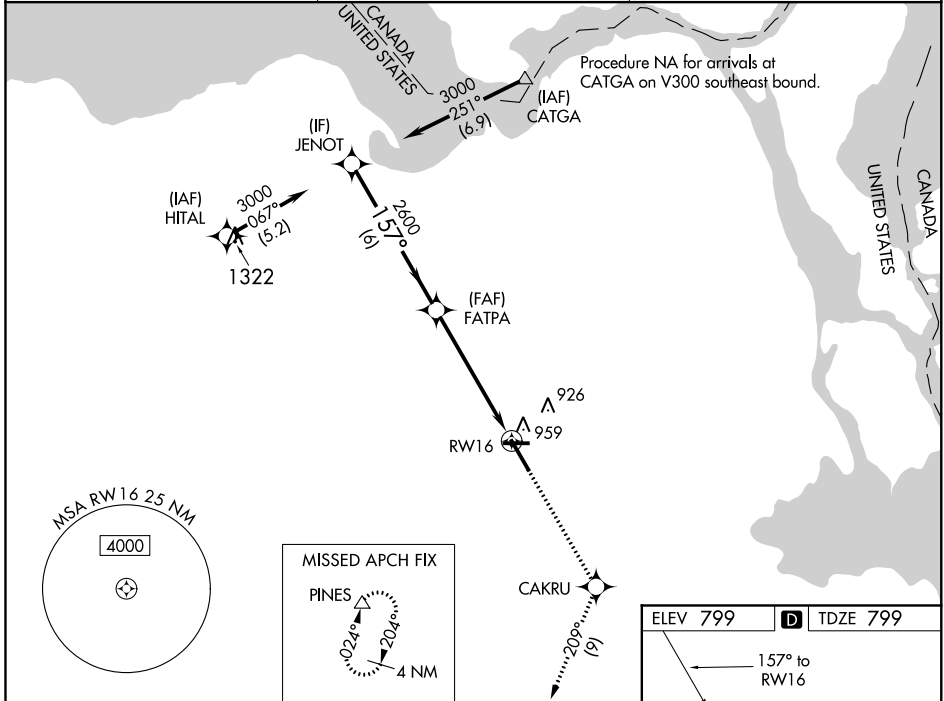 CANADA
UNITED STATES
Procedure NA for arrivals at
CATGA on V300 southeast bound.
3000
251°
(6.9)
(IAF)
CATGA
(IF)
JENOT
(IAF)
HITAL
3000
067°
(5.2)
1322
2600
157°
(6)
CANADA
UNITED STATES
(FAF)
FATPA
926
959
RW16
MSA RW16 25 NM
4000
MISSED APCH FIX
PINES
024°
204°
4 NM
CAKRU
209°
(9)
ELEV 799
D
TDZE 799
157° to
RW16